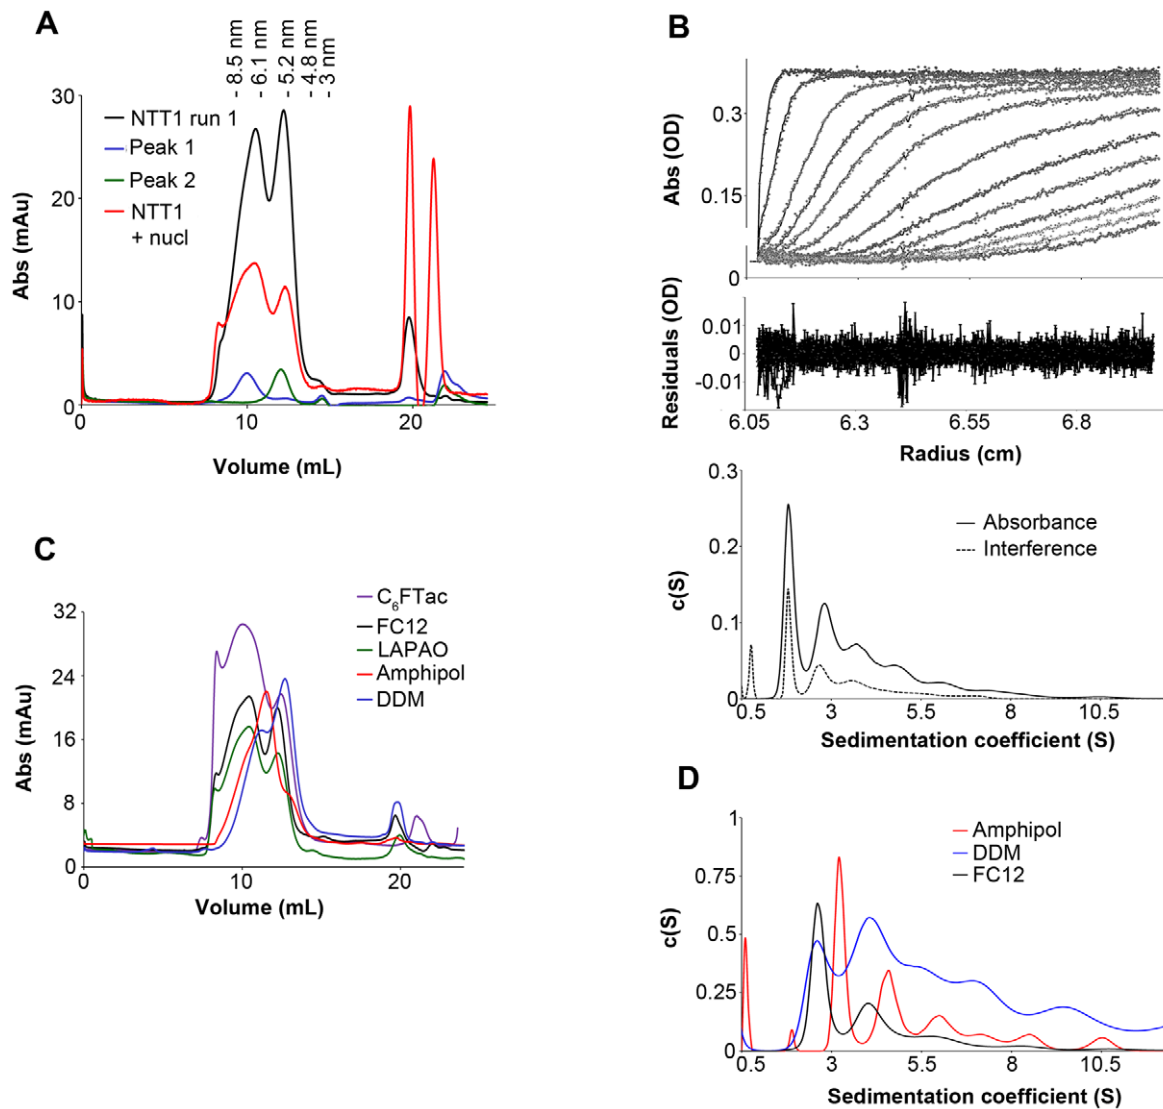 A
8.5 nm
6.1 nm
5.2 nm
4.8 nm
3 nm
30
20
10
0
Abs (mAu)
NTT1 run 1
Peak 1
Peak 2
NTT1
+ nucl
0 10 20
Volume (mL)
B
0.3
0.15
0
Abs (OD)
0.01
0
-0.01
Residuals (OD)
6.05 6.3 6.55 6.8
Radius (cm)
0.3
0.2
0.1
0
c(S)
Absorbance
Interference
0.5 3 5.5 8 10.5
Sedimentation coefficient (S)
C
32
24
16
8
0
Abs (mAu)
C₆FTac
FC12
LAPAO
Amphipol
DDM
0 10 20
Volume (mL)
D
1
0.75
0.5
0.25
0
c(S)
Amphipol
DDM
FC12
0.5 3 5.5 8 10.5
Sedimentation coefficient (S)